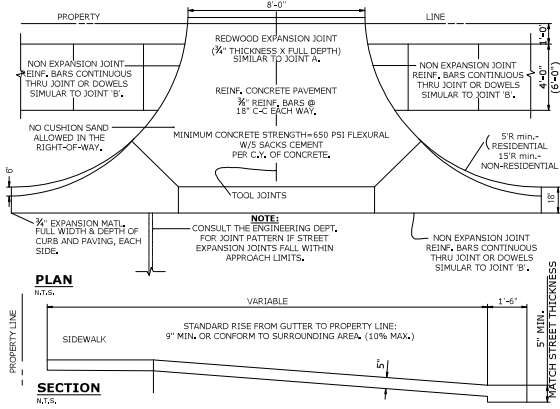 8'-0"
PROPERTY
LINE
REDWOOD EXPANSION JOINT
(¾" THICKNESS X FULL DEPTH)
SIMILAR TO JOINT A.
1'-0"
4'-0"
(6'-0")
NON EXPANSION JOINT
REINF. BARS CONTINUOUS
THRU JOINT OR DOWELS
SIMULAR TO JOINT 'B'.
NON EXPANSION JOINT
REINF. BARS CONTINUOUS
THRU JOINT OR DOWELS
SIMULAR TO JOINT 'B'.
REINF. CONCRETE PAVEMENT
⅜" REINF. BARS @
18" C-C EACH WAY.
NO CUSHION SAND
ALLOWED IN THE
RIGHT-OF-WAY.
MINIMUM CONCRETE STRENGTH=650 PSI FLEXURAL
W/5 SACKS CEMENT
PER C.Y. OF CONCRETE.
5'R min.-
RESIDENTIAL
15'R min.-
NON-RESIDENTIAL
6'
18'
TOOL JOINTS
¾" EXPANSION MATL.
FULL WIDTH & DEPTH OF
CURB AND PAVING, EACH
SIDE.
NOTE:
CONSULT THE ENGINEERING DEPT.
FOR JOINT PATTERN IF STREET
EXPANSION JOINTS FALL WITHIN
APPROACH LIMITS.
NON EXPANSION JOINT
REINF. BARS CONTINUOUS
THRU JOINT OR DOWELS
SIMULAR TO JOINT 'B'.
PLAN
N.T.S.
PROPERTY LINE
VARIABLE
1'-6"
SIDEWALK
STANDARD RISE FROM GUTTER TO PROPERTY LINE:
9" MIN. OR CONFORM TO SURROUNDING AREA. (10% MAX.)
5"
5" MIN.
MATCH STREET THICKNESS
SECTION
N.T.S.